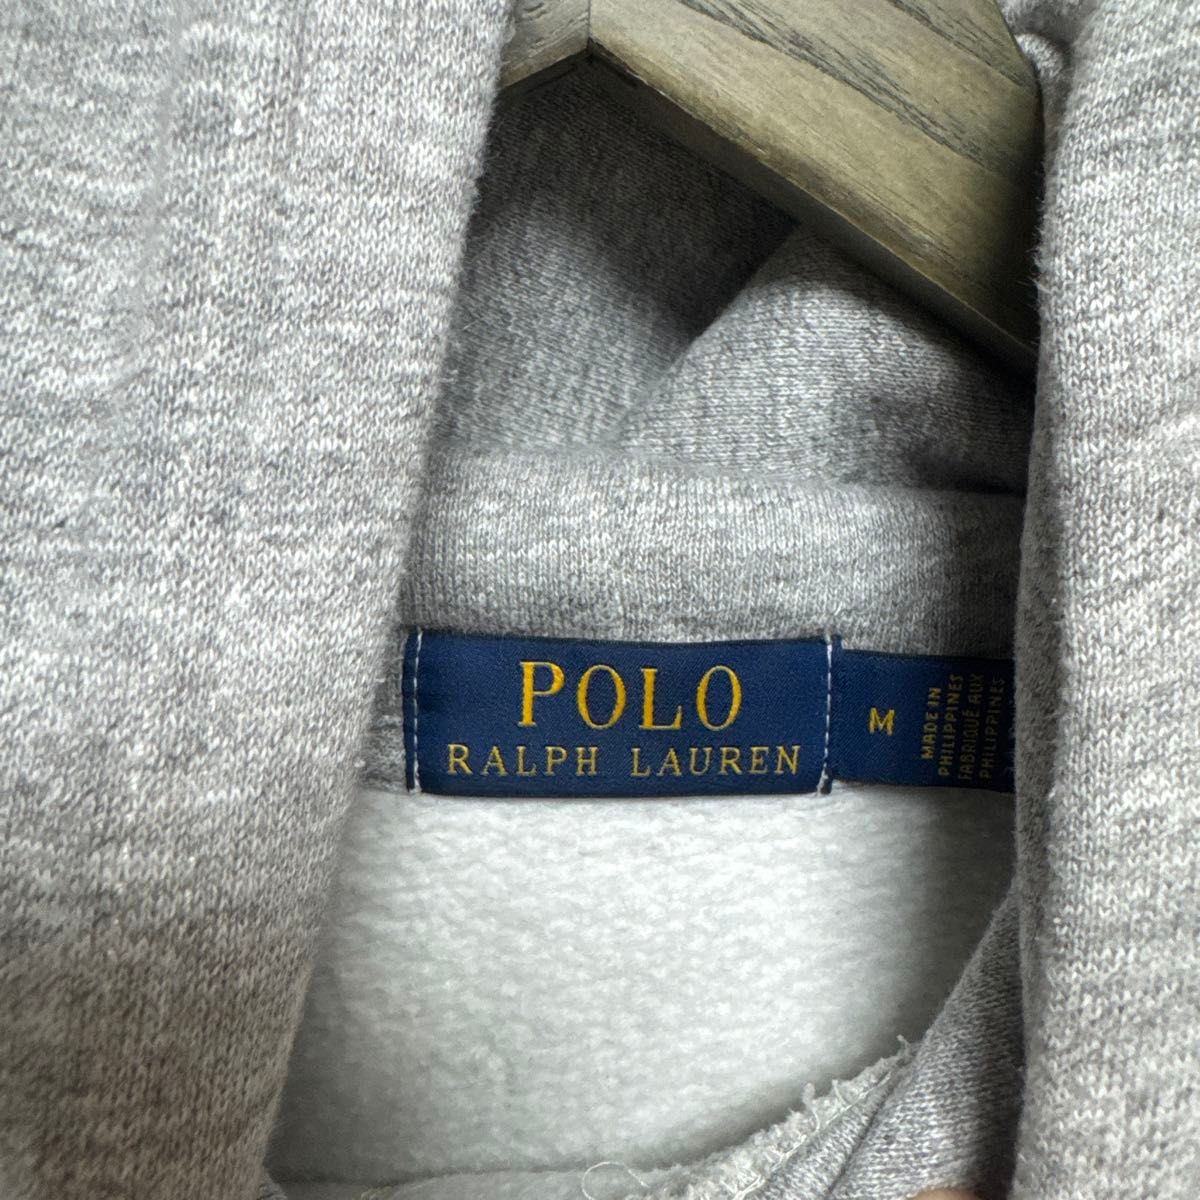 POLO
RALPH LAUREN
M
MADE IN
PHILIPPINES
FABRIQUÉ AUX
PHILIPPINES